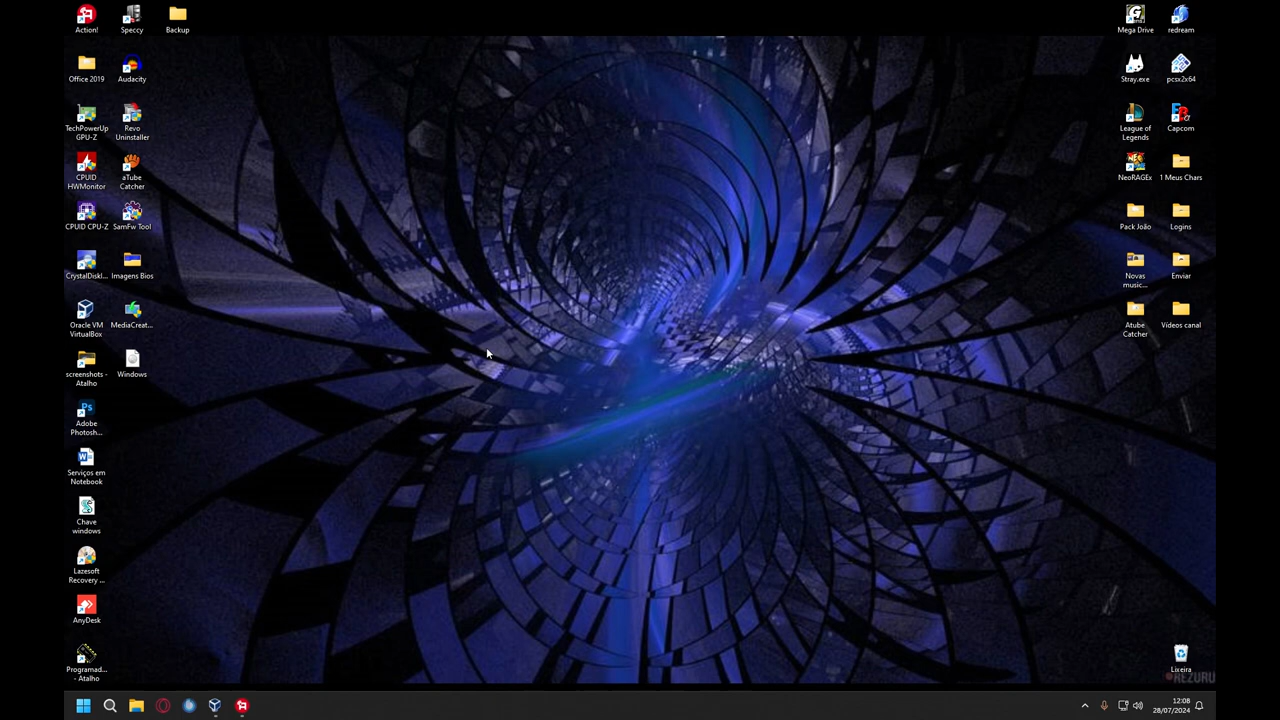 Action!
Speccy
Backup
Office 2019
Audacity
TechPowerUp
GPU-Z
Revo
Uninstaller
CPUID
HWMonitor
aTube
Catcher
CPUID CPU-Z
SamFw Tool
CrystalDiskI...
Imagens Bios
Oracle VM
VirtualBox
MediaCreat...
screenshots -
Atalho
Windows
Adobe
Photosh...
Serviços em
Notebook
Chave
windows
Lazesoft
Recovery ...
AnyDesk
Programad...
- Atalho
Mega Drive
redream
Stray.exe
pcsx2x64
League of
Legends
Capcom
NeoRAGEx
1 Meus Chars
Pack João
Logins
Novas
music...
Enviar
Atube
Catcher
Vídeos canal
Lixeira
REZURU
12:08
28/07/2024